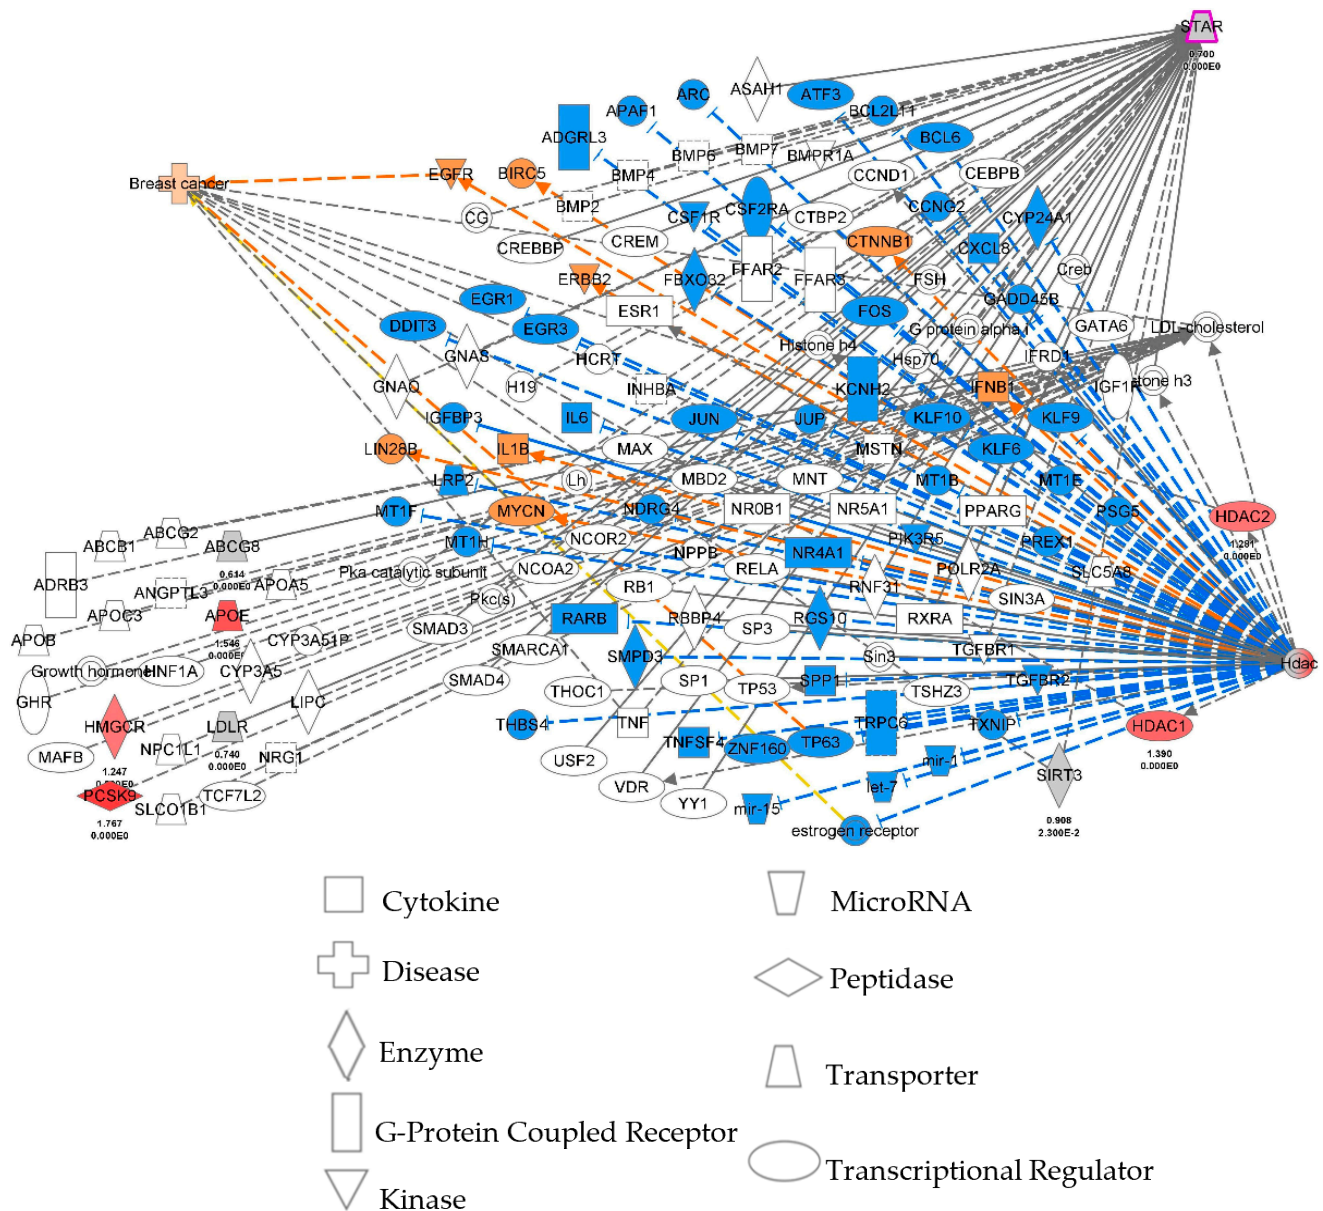 STAR
0.700
0.000E0
ASAH1
ARC
ATF3
APAF1
BCL2L11
ADGRL3
BCL6
BMP6
BMP7
BMPR1A
Breast cancer
EGFR
BIRC5
BMP4
CCND1
CEBPB
BMP2
CG
CSF1R
CSF2RA
CTBP2
CCNG2
CYP24A1
CREBBP
CREM
CTNNB1
CXCL8
ERBB2
FBXO32
FFAR2
FFAR3
FSH
Creb
EGR1
ESR1
FOS
GADD45B
DDIT3
EGR3
G protein alpha i
GATA6
LDL-cholesterol
GNAS
HCRT
Histone h4
Hsp70
IFRD1
GNAQ
H19
INHBA
KCNH2
IFNB1
IGF1R
tone h3
IGFBP3
IL6
JUN
JUP
KLF10
KLF9
LIN28B
IL1B
MAX
MSTN
KLF6
LRP2
Lh
MBD2
MNT
MT1B
MT1E
MT1F
MYCN
NDRG4
NR0B1
NR5A1
PPARG
PSG5
HDAC2
1.281
0.000E0
ABCB1
ABCG2
ABCG8
0.614
0.000E0
MT1H
NCOR2
NPPB
NR4A1
PIK3R5
PREX1
ADRB3
ANGPTL3
APOA5
Pka catalytic subunit
NCOA2
RELA
RNF31
POLR2A
SLC5A8
APOC3
APOE
1.546
0.000E0
Pkc(s)
RB1
SIN3A
APOB
CYP3A51P
SMAD3
RARB
RBBP4
SP3
RGS10
RXRA
Growth hormone
HNF1A
CYP3A5
SMARCA1
SMPD3
Sin3
TGFBR1
Hdac
GHR
LIPC
SMAD4
THOC1
SP1
TP53
SPP1
TSHZ3
TGFBR2
HMGCR
1.247
0.000E0
LDLR
0.740
0.000E0
THBS4
TNF
TRPC6
TXNIP
HDAC1
1.390
0.000E0
MAFB
NPC1L1
NRG1
USF2
TNFSF4
ZNF160
TP63
mir-1
SIRT3
0.908
2.300E-2
PCSK9
1.767
0.000E0
SLCO1B1
TCF7L2
VDR
YY1
mir-15
let-7
estrogen receptor
Cytokine
MicroRNA
Disease
Peptidase
Enzyme
Transporter
G-Protein Coupled Receptor
Transcriptional Regulator
Kinase